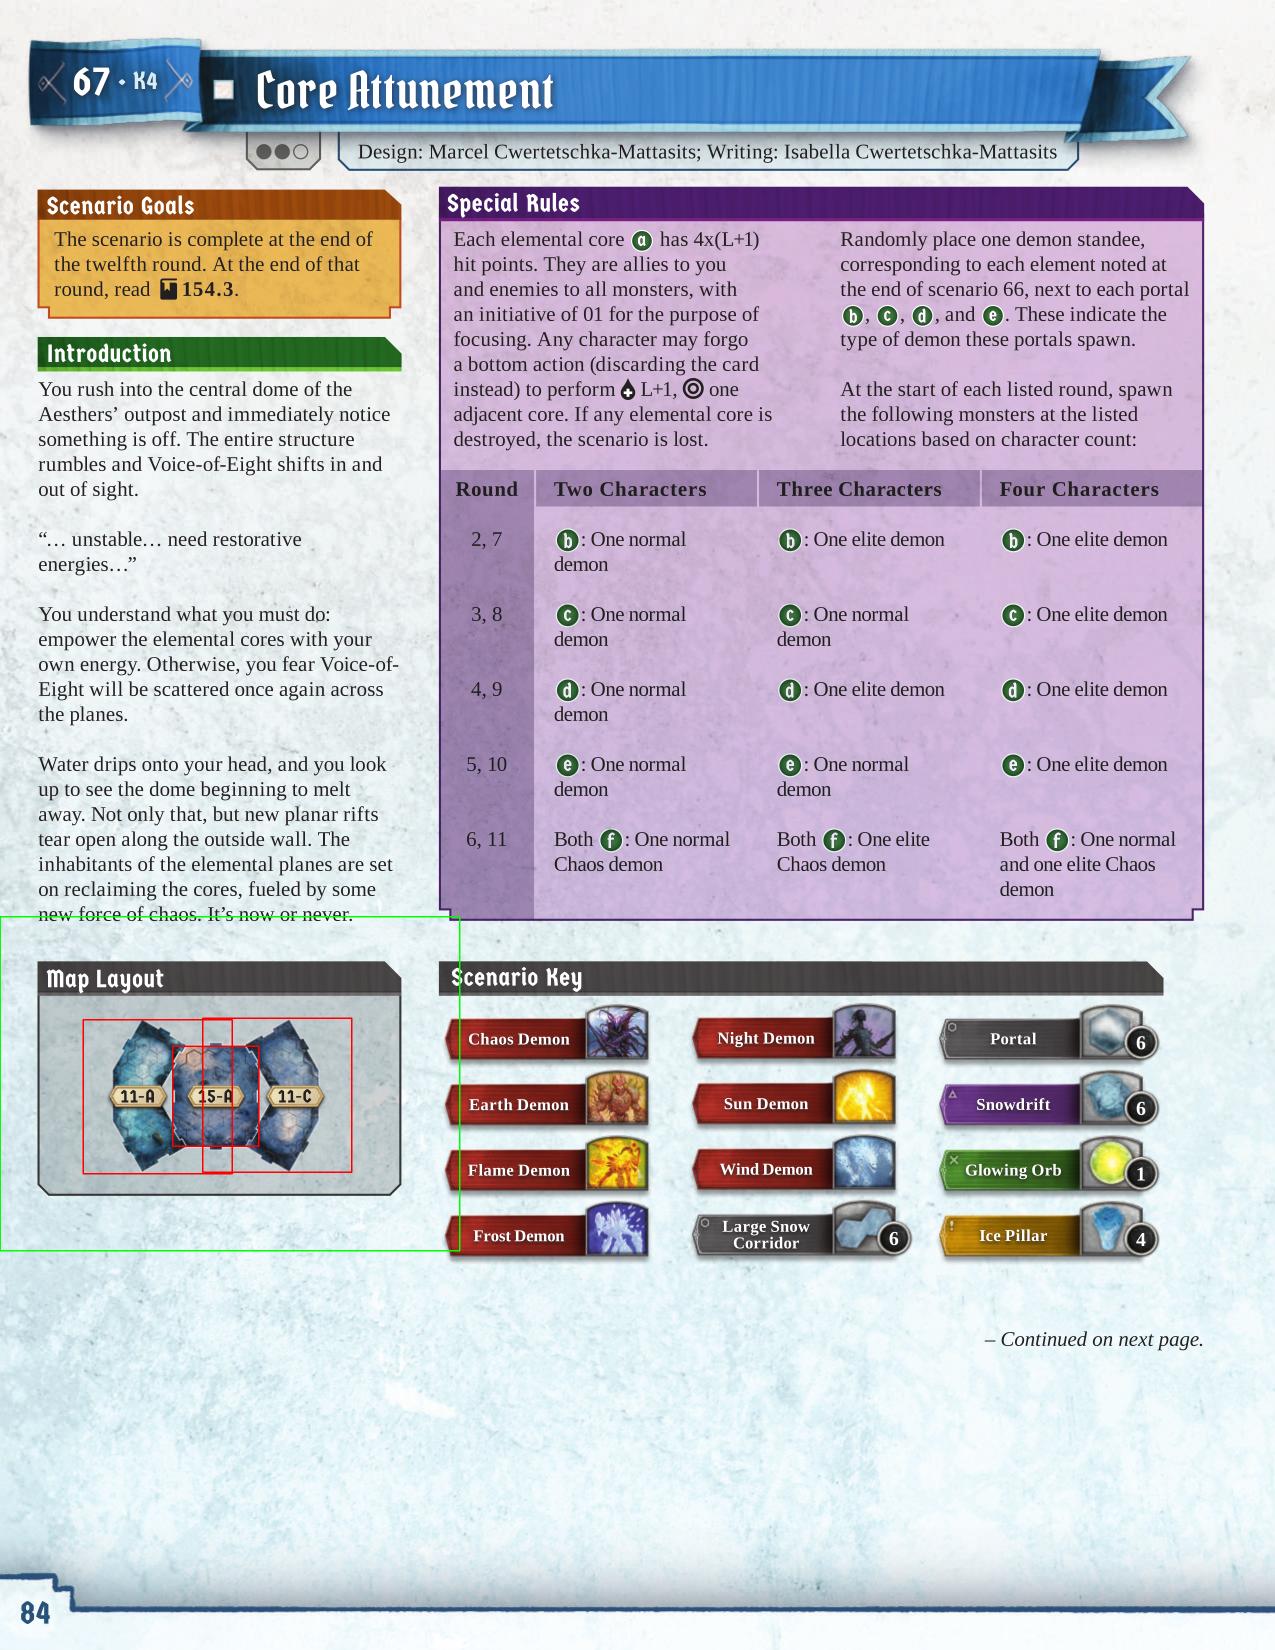 67 · K4
Core Attunement
Design: Marcel Cwertetschka-Mattasits; Writing: Isabella Cwertetschka-Mattasits
Scenario Goals
The scenario is complete at the end of
the twelfth round. At the end of that
round, read 154.3.
Introduction
You rush into the central dome of the
Aesthers’ outpost and immediately notice
something is off. The entire structure
rumbles and Voice-of-Eight shifts in and
out of sight.
“… unstable… need restorative
energies…”
You understand what you must do:
empower the elemental cores with your
own energy. Otherwise, you fear Voice-of-
Eight will be scattered once again across
the planes.
Water drips onto your head, and you look
up to see the dome beginning to melt
away. Not only that, but new planar rifts
tear open along the outside wall. The
inhabitants of the elemental planes are set
on reclaiming the cores, fueled by some
new force of chaos. It’s now or never.
Special Rules
Each elemental core a has 4x(L+1)
hit points. They are allies to you
and enemies to all monsters, with
an initiative of 01 for the purpose of
focusing. Any character may forgo
a bottom action (discarding the card
instead) to perform L+1, one
adjacent core. If any elemental core is
destroyed, the scenario is lost.
Randomly place one demon standee,
corresponding to each element noted at
the end of scenario 66, next to each portal
b, c, d, and e. These indicate the
type of demon these portals spawn.
At the start of each listed round, spawn
the following monsters at the listed
locations based on character count:
Round Two Characters Three Characters Four Characters
2, 7 b: One normal b: One elite demon b: One elite demon
demon
3, 8 c: One normal c: One normal c: One elite demon
demon demon
4, 9 d: One normal d: One elite demon d: One elite demon
demon
5, 10 e: One normal e: One normal e: One elite demon
demon demon
6, 11 Both f: One normal Both f: One elite Both f: One normal
Chaos demon Chaos demon and one elite Chaos
demon
Map Layout
11-A 15-A 11-C
Scenario Key
Chaos Demon Night Demon Portal 6
Earth Demon Sun Demon Snowdrift 6
Flame Demon Wind Demon Glowing Orb 1
Frost Demon Large Snow Ice Pillar 4
Corridor 6
– Continued on next page.
84